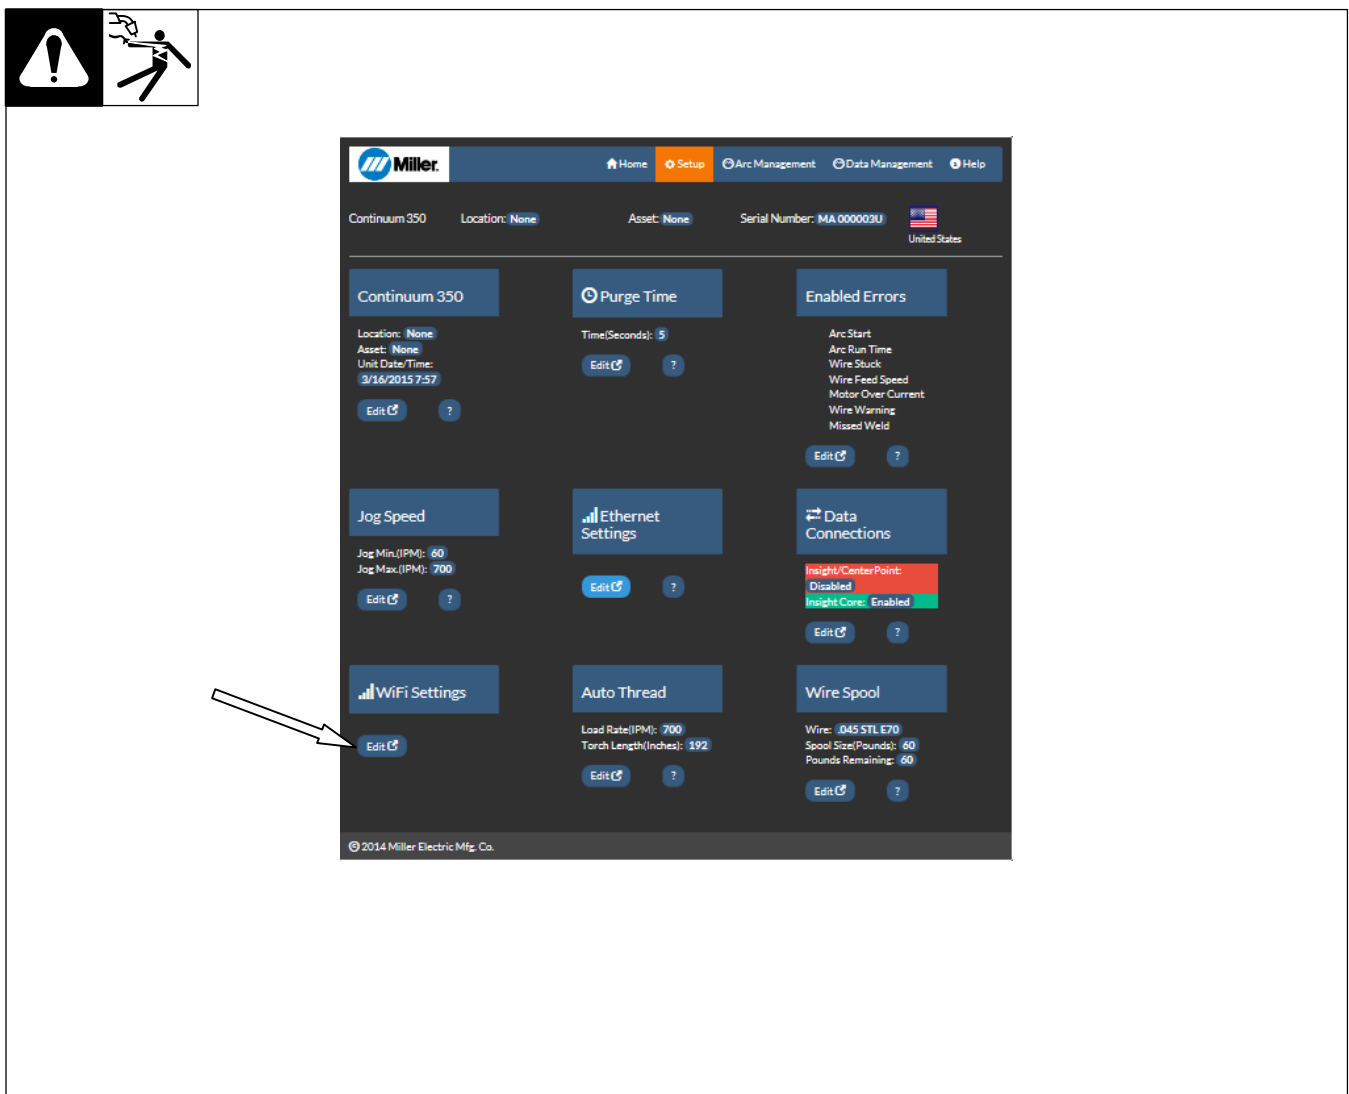 Miller.
Home Setup Arc Management Data Management Help
Continuum 350 Location: None Asset: None Serial Number: MA 000003U
United States
Continuum 350
Location: None
Asset: None
Unit Date/Time:
3/16/2015 7:57
Edit ?
Purge Time
Time(Seconds): 5
Edit ?
Enabled Errors
Arc Start
Arc Run Time
Wire Stuck
Wire Feed Speed
Motor Over Current
Wire Warning
Missed Weld
Edit ?
Jog Speed
Jog Min.(IPM): 60
Jog Max.(IPM): 700
Edit ?
Ethernet
Settings
Edit ?
Data
Connections
Insight/CenterPoint:
Disabled
Insight Core: Enabled
Edit ?
WiFi Settings
Edit
Auto Thread
Load Rate(IPM): 700
Torch Length(Inches): 192
Edit ?
Wire Spool
Wire: .045 STL E70
Spool Size(Pounds): 60
Pounds Remaining: 60
Edit ?
© 2014 Miller Electric Mfg. Co.